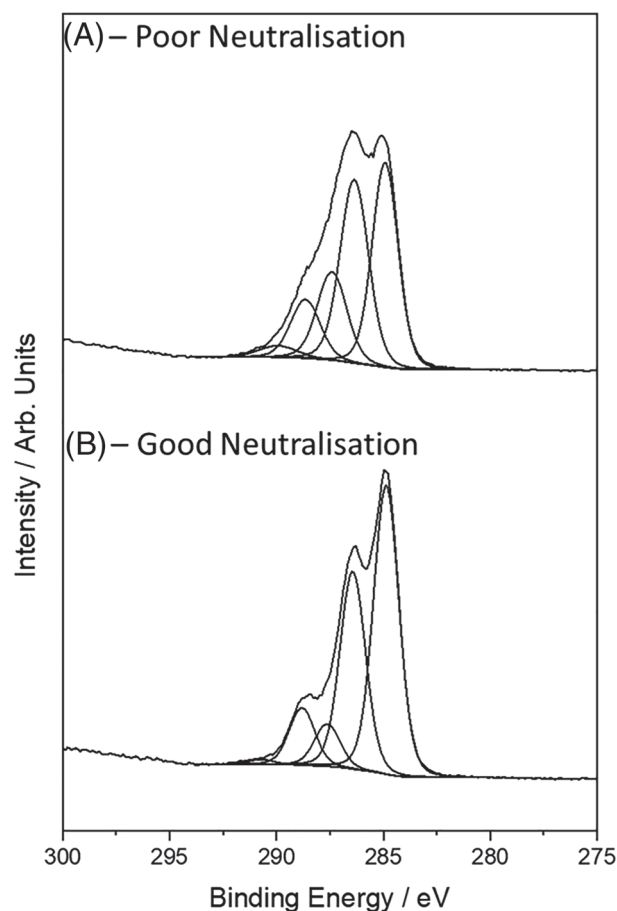 (A) – Poor Neutralisation
(B) – Good Neutralisation
Intensity / Arb. Units
300 295 290 285 280 275
Binding Energy / eV